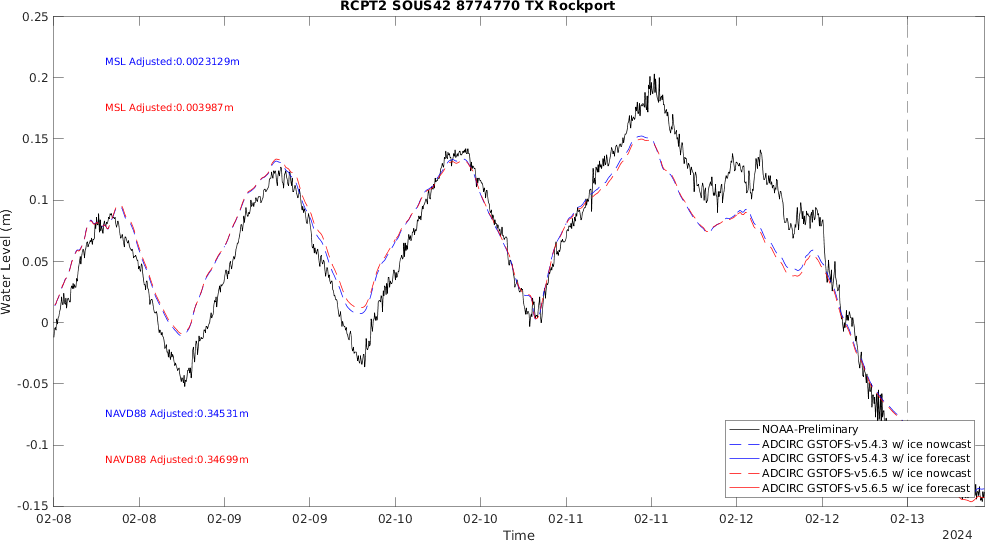 RCPT2 SOUS42 8774770 TX Rockport
0.25
0.2
0.15
0.1
0.05
0
-0.05
-0.1
-0.15
Water Level (m)
MSL Adjusted:0.0023129m
MSL Adjusted:0.003987m
NAVD88 Adjusted:0.34531m
NAVD88 Adjusted:0.34699m
NOAA-Preliminary
ADCIRC GSTOFS-v5.4.3 w/ ice nowcast
ADCIRC GSTOFS-v5.4.3 w/ ice forecast
ADCIRC GSTOFS-v5.6.5 w/ ice nowcast
ADCIRC GSTOFS-v5.6.5 w/ ice forecast
02-08 02-08 02-09 02-09 02-10 02-10 02-11 02-11 02-12 02-12 02-13
Time
2024